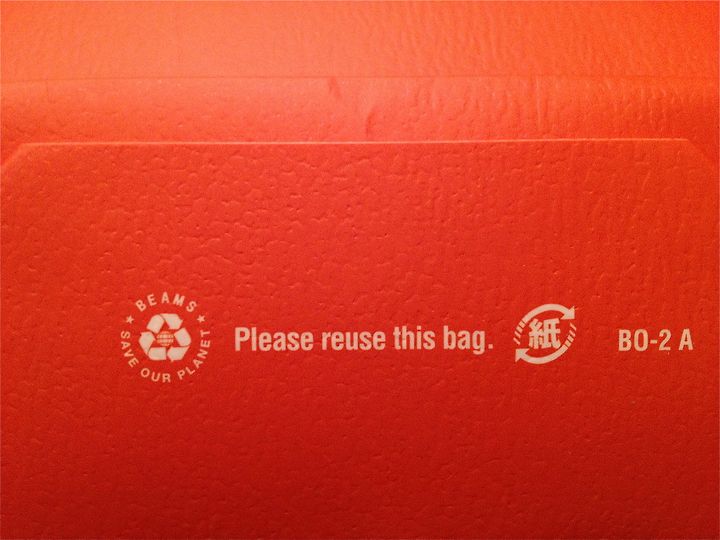 BEAMS
SAVE OUR PLANET
Please reuse this bag.
紙
BO-2 A